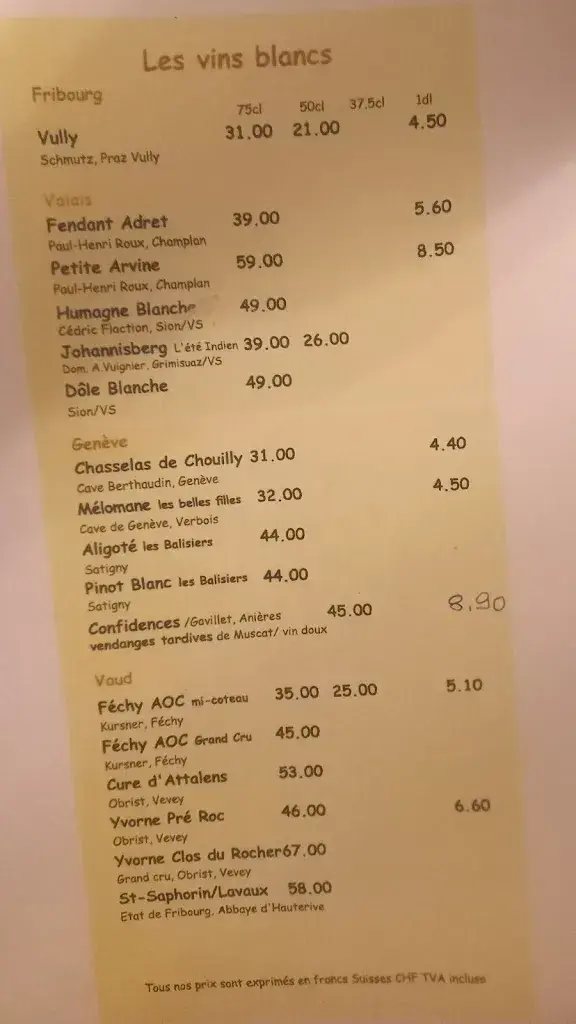 Les vins blancs
Fribourg
75cl 50cl 37.5cl 1dl
Vully 31.00 21.00 4.50
Schmutz, Praz Vully
Valais
Fendant Adret 39.00 5.60
Paul-Henri Roux, Champlan
Petite Arvine 59.00 8.50
Paul-Henri Roux, Champlan
Humagne Blanche 49.00
Cédric Flaction, Sion/VS
Johannisberg L'été Indien 39.00 26.00
Dom. A.Vuignier, Grimisuaz/VS
Dôle Blanche 49.00
Sion/VS
Genève
Chasselas de Chouilly 31.00 4.40
Cave Berthaudin, Genève
Mélomane les belles filles 32.00 4.50
Cave de Genève, Verbois
Aligoté les Balisiers 44.00
Satigny
Pinot Blanc les Balisiers 44.00
Satigny
Confidences /Gavillet, Anières 45.00 8,90
vendanges tardives de Muscat/ vin doux
Vaud
Féchy AOC mi-coteau 35.00 25.00 5.10
Kursner, Féchy
Féchy AOC Grand Cru 45.00
Kursner, Féchy
Cure d'Attalens 53.00
Obrist, Vevey
Yvorne Pré Roc 46.00 6.60
Obrist, Vevey
Yvorne Clos du Rocher 67.00
Grand cru, Obrist, Vevey
St-Saphorin/Lavaux 58.00
Etat de Fribourg, Abbaye d'Hauterive
Tous nos prix sont exprimés en francs Suisses CHF TVA incluse